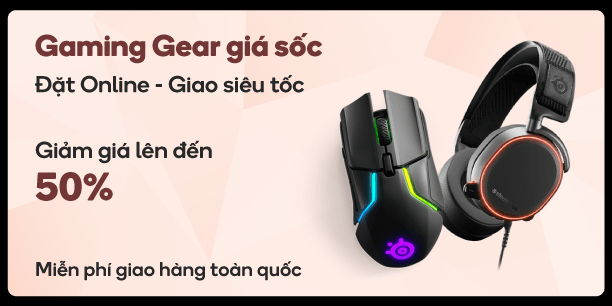 Gaming Gear giá sốc
Đặt Online - Giao siêu tốc
Giảm giá lên đến
50%
Miễn phí giao hàng toàn quốc